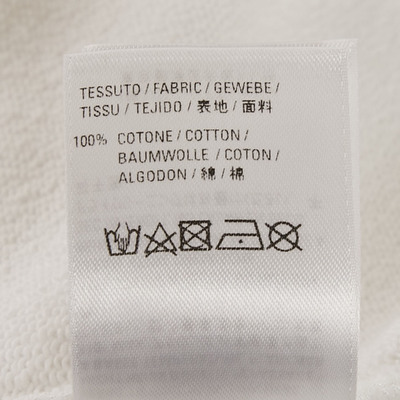 TESSUTO / FABRIC / GEWEBE /
TISSU / TEJIDO / 表地 / 面料
100% COTONE / COTTON /
BAUMWOLLE / COTON /
ALGODON / 綿 / 棉